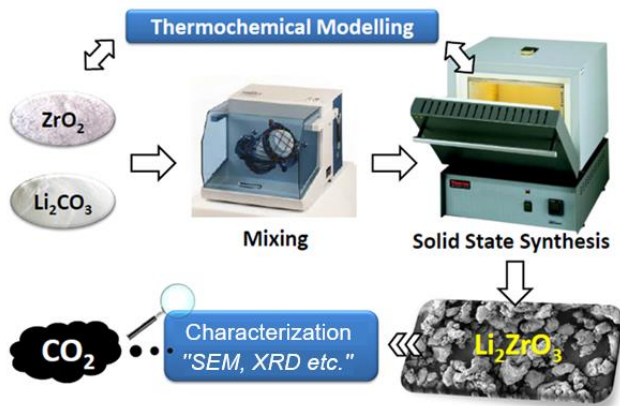 Thermochemical Modelling
ZrO₂
Li₂CO₃
Mixing
Solid State Synthesis
Li₂ZrO₃
Characterization
"SEM, XRD etc."
CO₂